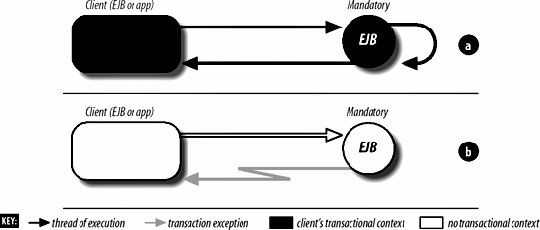 Client (EJB or app)
Mandatory
EJB
a
Client (EJB or app)
Mandatory
EJB
b
KEY: thread of execution transaction exception client's transactional context no transactional context